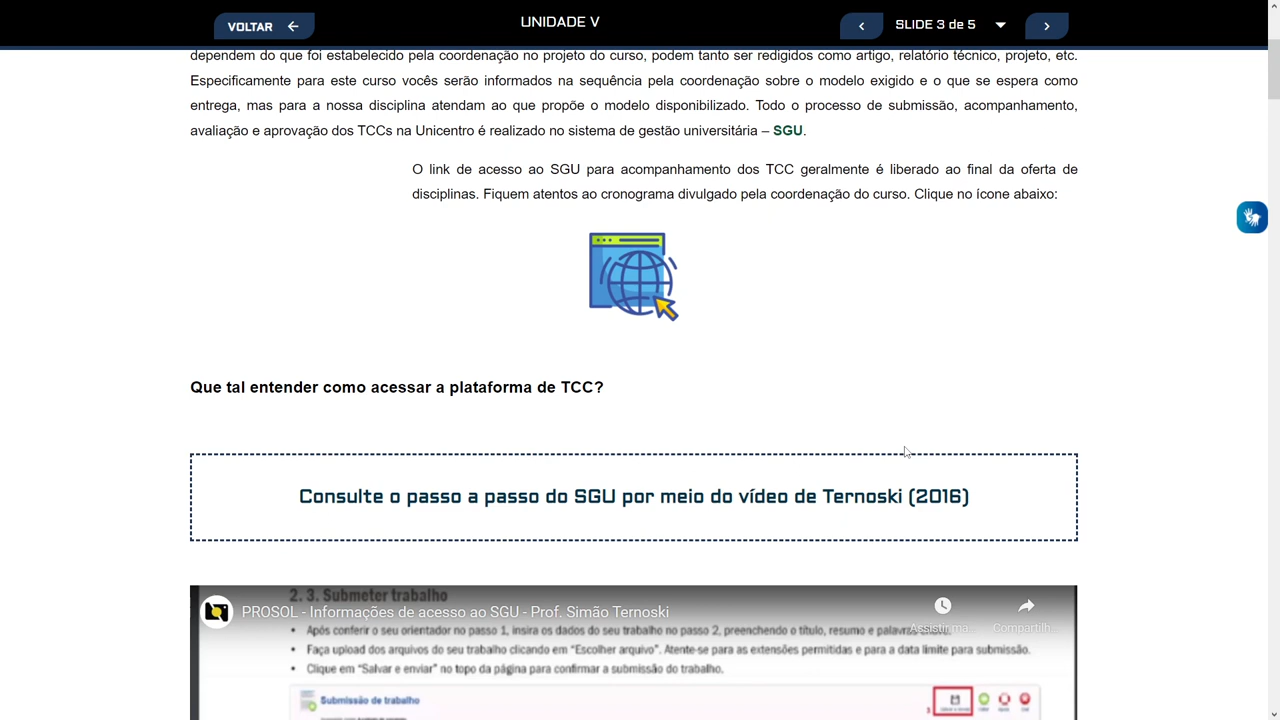 VOLTAR
UNIDADE V
SLIDE 3 de 5
dependem do que foi estabelecido pela coordenação no projeto do curso, podem tanto ser redigidos como artigo, relatório técnico, projeto, etc.
Especificamente para este curso vocês serão informados na sequência pela coordenação sobre o modelo exigido e o que se espera como
entrega, mas para a nossa disciplina atendam ao que propõe o modelo disponibilizado. Todo o processo de submissão, acompanhamento,
avaliação e aprovação dos TCCs na Unicentro é realizado no sistema de gestão universitária – SGU.
O link de acesso ao SGU para acompanhamento dos TCC geralmente é liberado ao final da oferta de
disciplinas. Fiquem atentos ao cronograma divulgado pela coordenação do curso. Clique no ícone abaixo:
Que tal entender como acessar a plataforma de TCC?
Consulte o passo a passo do SGU por meio do vídeo de Ternoski (2016)
2. 3. Submeter trabalho
PROSOL - Informações de acesso ao SGU - Prof. Simão Ternoski
Assistir ma...
Compartilh...
• Após conferir o seu orientador no passo 1, insira os dados do seu trabalho no passo 2, preenchendo o título, resumo e
• Faça upload dos arquivos do seu trabalho clicando em "Escolher arquivo". Atente-se para as extensões permitidas e para a data limite para submissão.
• Clique em "Salvar e enviar" no topo da página para confirmar a submissão do trabalho.
Submissão de trabalho